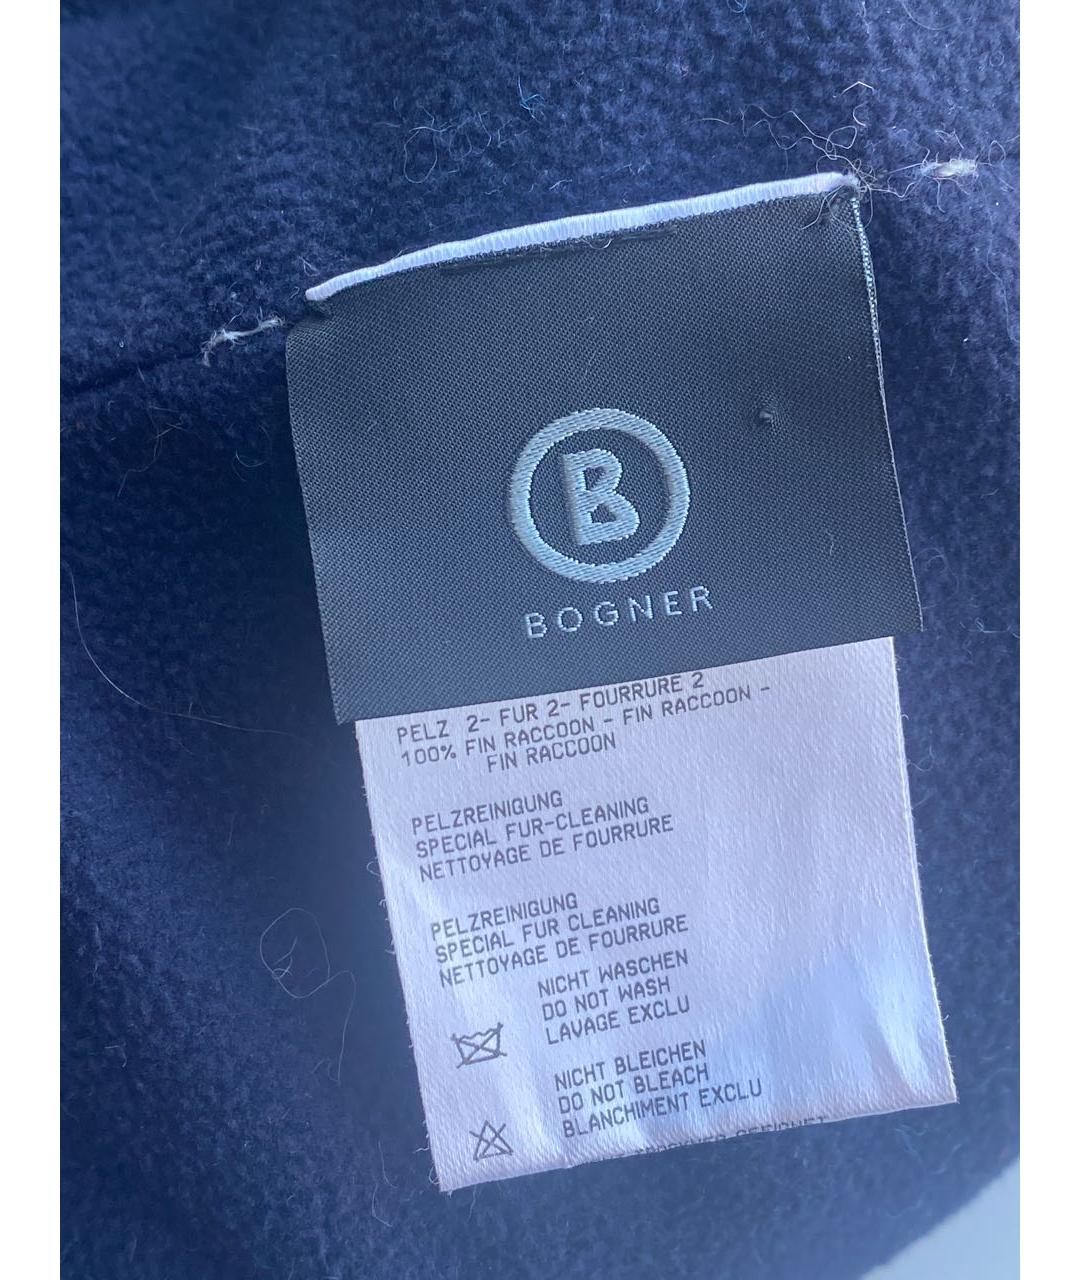 B
BOGNER
PELZ 2- FUR 2- FOURRURE 2
100% FIN RACCOON - FIN RACCOON -
FIN RACCOON
PELZREINIGUNG
SPECIAL FUR-CLEANING
NETTOYAGE DE FOURRURE
PELZREINIGUNG
SPECIAL FUR CLEANING
NETTOYAGE DE FOURRURE
NICHT WASCHEN
DO NOT WASH
LAVAGE EXCLU
NICHT BLEICHEN
DO NOT BLEACH
BLANCHIMENT EXCLU